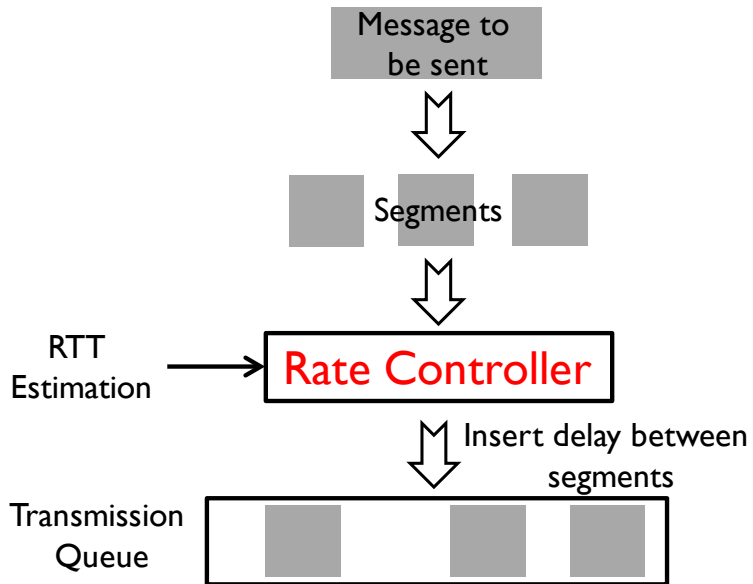 Message to
be sent
Segments
RTT
Estimation
Rate Controller
Insert delay between
segments
Transmission
Queue